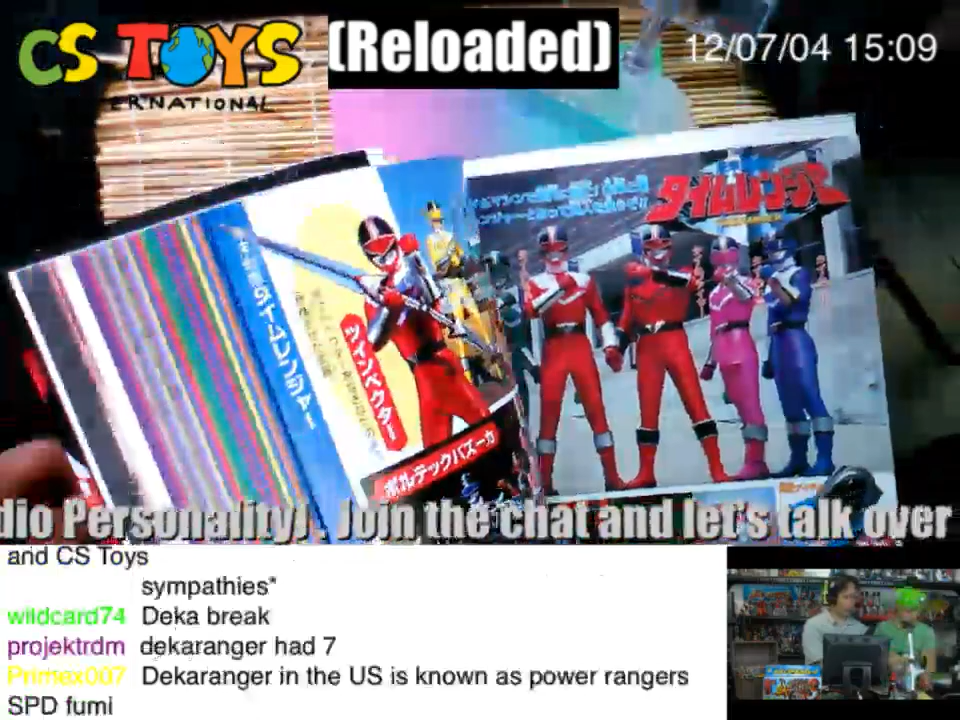 CS TOYS
ERNATIONAL
(Reloaded)
12/07/04 15:09
タイムレンジャー
ツインベクター
ボルテックバズーカ
dio Personality). Join the chat and let's talk over
and CS Toys
sympathies*
wildcard74 Deka break
projektrdm dekaranger had 7
Primex007 Dekaranger in the US is known as power rangers
SPD fumi